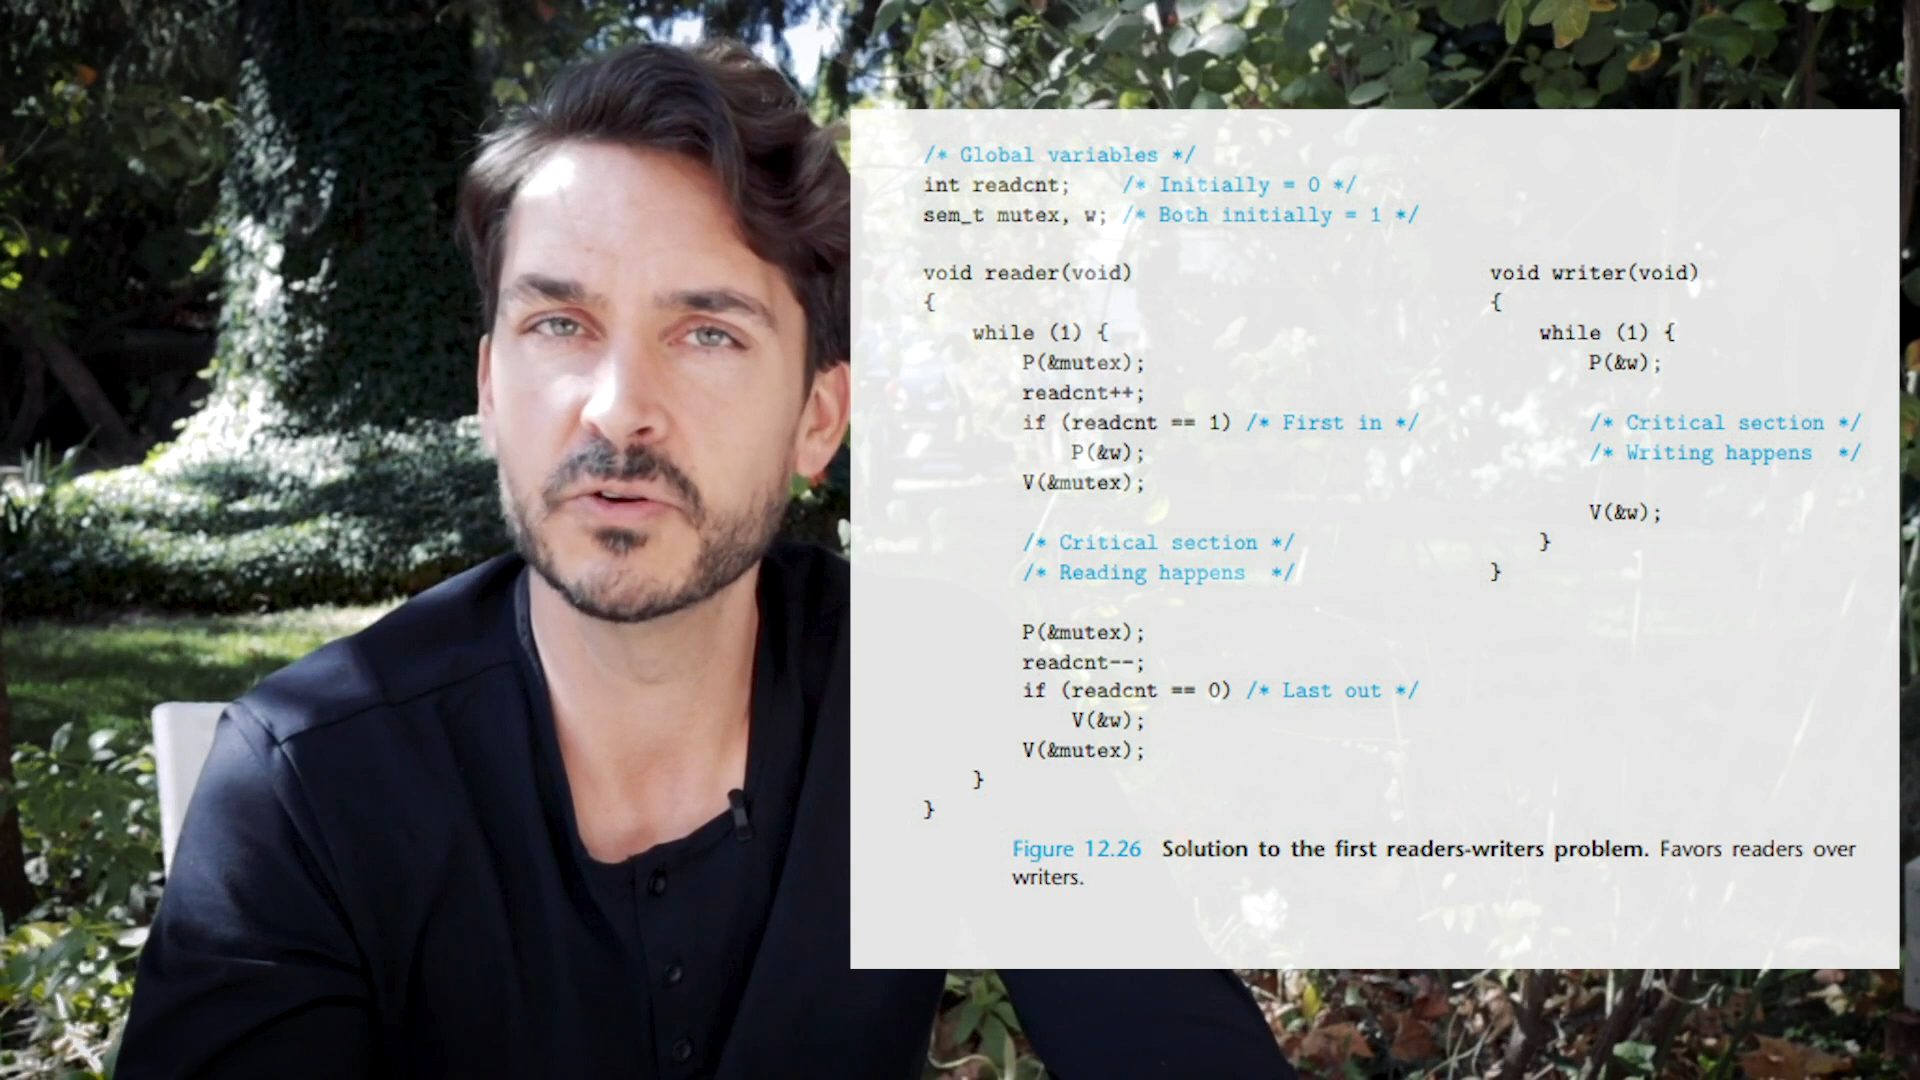 /* Global variables */
int readcnt;    /* Initially = 0 */
sem_t mutex, w; /* Both initially = 1 */
void reader(void)
{
    while (1) {
        P(&mutex);
        readcnt++;
        if (readcnt == 1) /* First in */
            P(&w);
        V(&mutex);
        /* Critical section */
        /* Reading happens  */
        P(&mutex);
        readcnt--;
        if (readcnt == 0) /* Last out */
            V(&w);
        V(&mutex);
    }
}
void writer(void)
{
    while (1) {
        P(&w);
        /* Critical section */
        /* Writing happens  */
        V(&w);
    }
}
Figure 12.26 Solution to the first readers-writers problem. Favors readers over
writers.